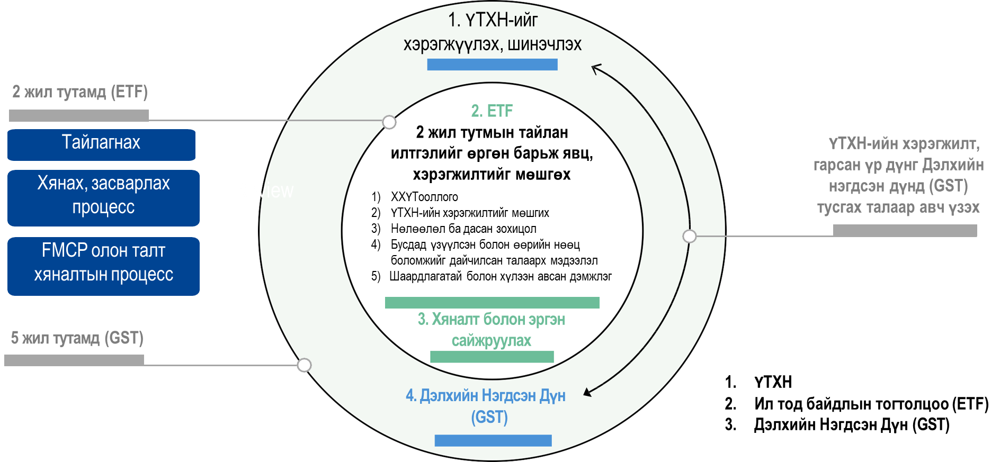 1. ҮТХН-ийг
хэрэгжүүлэх, шинэчлэх
2 жил тутамд (ETF)
Тайлагнах
Хянах, засварлах
процесс
FMCP олон талт
хяналтын процесс
5 жил тутамд (GST)
view
2. ETF
2 жил тутмын тайлан
илтгэлийг өргөн барьж явц,
хэрэгжилтийг мөшгөх
1) ХХҮТооллого
2) ҮТХН-ийн хэрэгжилтийг мөшгих
3) Нөлөөлөл ба дасан зохицол
4) Бусдад үзүүлсэн болон өөрийн нөөц
боломжийг дайчилсан талаарх мэдээлэл
5) Шаардлагатай болон хүлээн авсан дэмжлэг
3. Хяналт болон эргэн
сайжруулах
4. Дэлхийн Нэгдсэн Дүн
(GST)
ҮТХН-ийн хэрэгжилт,
гарсан үр дүнг Дэлхийн
нэгдсэн дүнд (GST)
тусгах талаар авч үзэх
1. ҮТХН
2. Ил тод байдлын тогтолцоо (ETF)
3. Дэлхийн Нэгдсэн Дүн (GST)